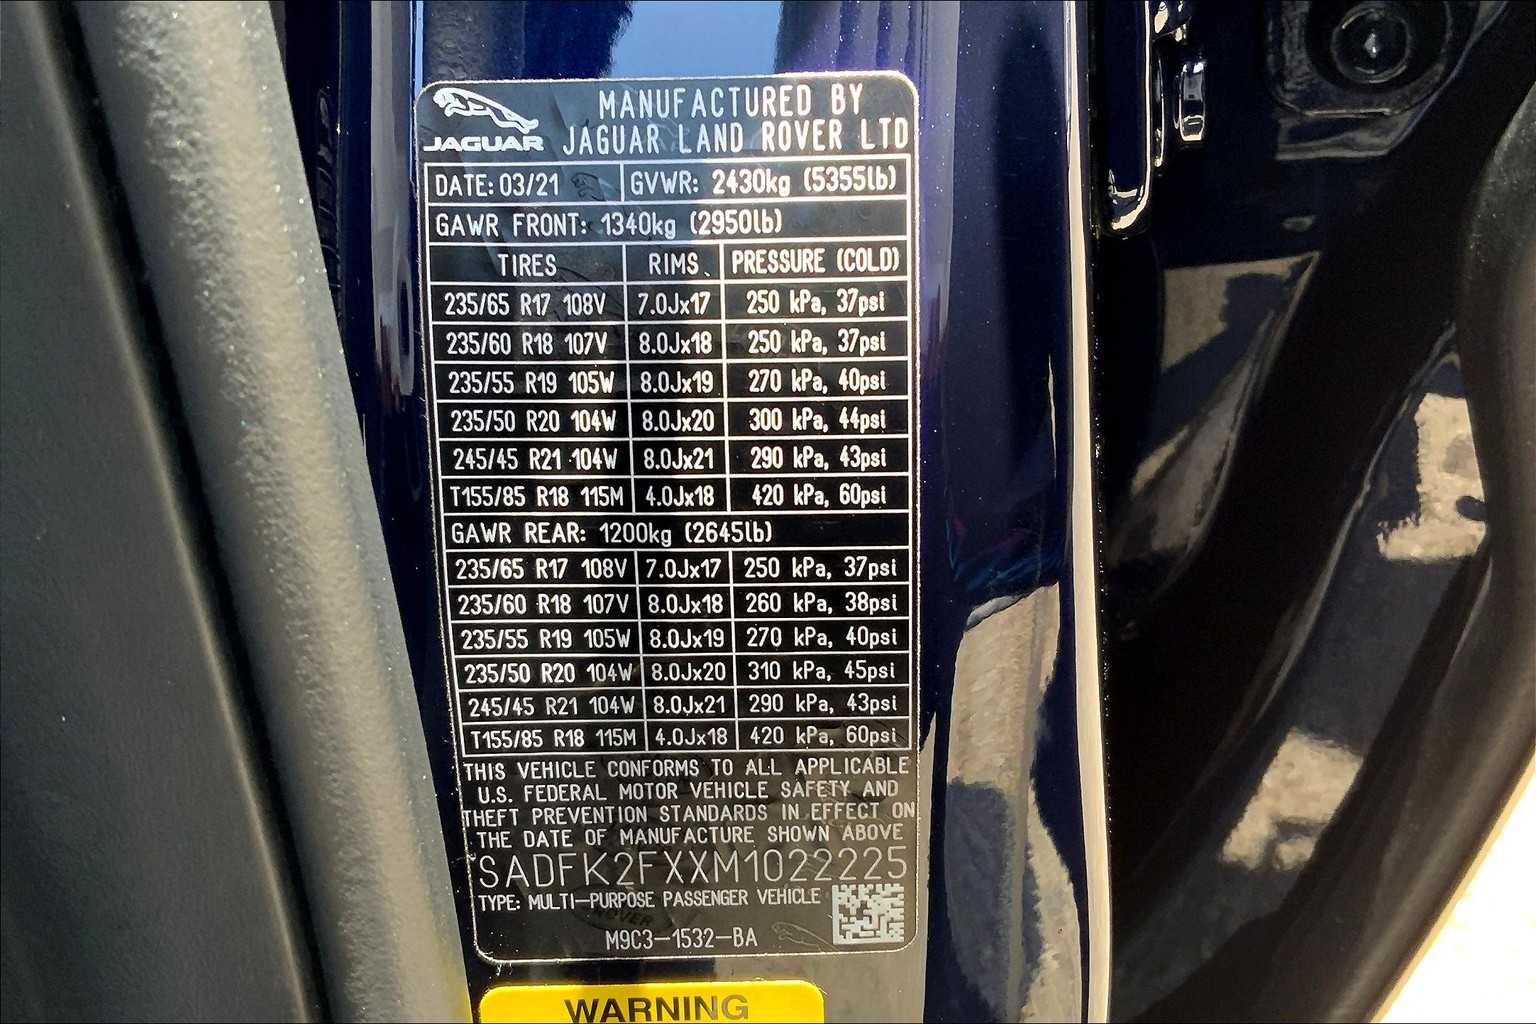 JAGUAR
MANUFACTURED BY
JAGUAR LAND ROVER LTD
DATE: 03/21 GVWR: 2430kg (5355lb)
GAWR FRONT: 1340kg (2950lb)
TIRES RIMS PRESSURE (COLD)
235/65 R17 108V 7.0Jx17 250 kPa, 37psi
235/60 R18 107V 8.0Jx18 250 kPa, 37psi
235/55 R19 105W 8.0Jx19 270 kPa, 40psi
235/50 R20 104W 8.0Jx20 300 kPa, 44psi
245/45 R21 104W 8.0Jx21 290 kPa, 43psi
T155/85 R18 115M 4.0Jx18 420 kPa, 60psi
GAWR REAR: 1200kg (2645lb)
235/65 R17 108V 7.0Jx17 250 kPa, 37psi
235/60 R18 107V 8.0Jx18 260 kPa, 38psi
235/55 R19 105W 8.0Jx19 270 kPa, 40psi
235/50 R20 104W 8.0Jx20 310 kPa, 45psi
245/45 R21 104W 8.0Jx21 290 kPa, 43psi
T155/85 R18 115M 4.0Jx18 420 kPa, 60psi
THIS VEHICLE CONFORMS TO ALL APPLICABLE
U.S. FEDERAL MOTOR VEHICLE SAFETY AND
THEFT PREVENTION STANDARDS IN EFFECT ON
THE DATE OF MANUFACTURE SHOWN ABOVE
SADFK2FXXM1022225
TYPE: MULTI-PURPOSE PASSENGER VEHICLE
ROVER
M9C3-1532-BA
WARNING